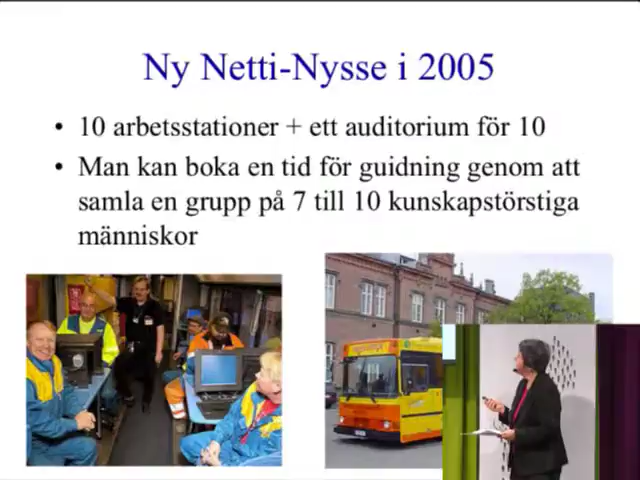 Ny Netti-Nysse i 2005
• 10 arbetsstationer + ett auditorium för 10
• Man kan boka en tid för guidning genom att
samla en grupp på 7 till 10 kunskapstörstiga
människor